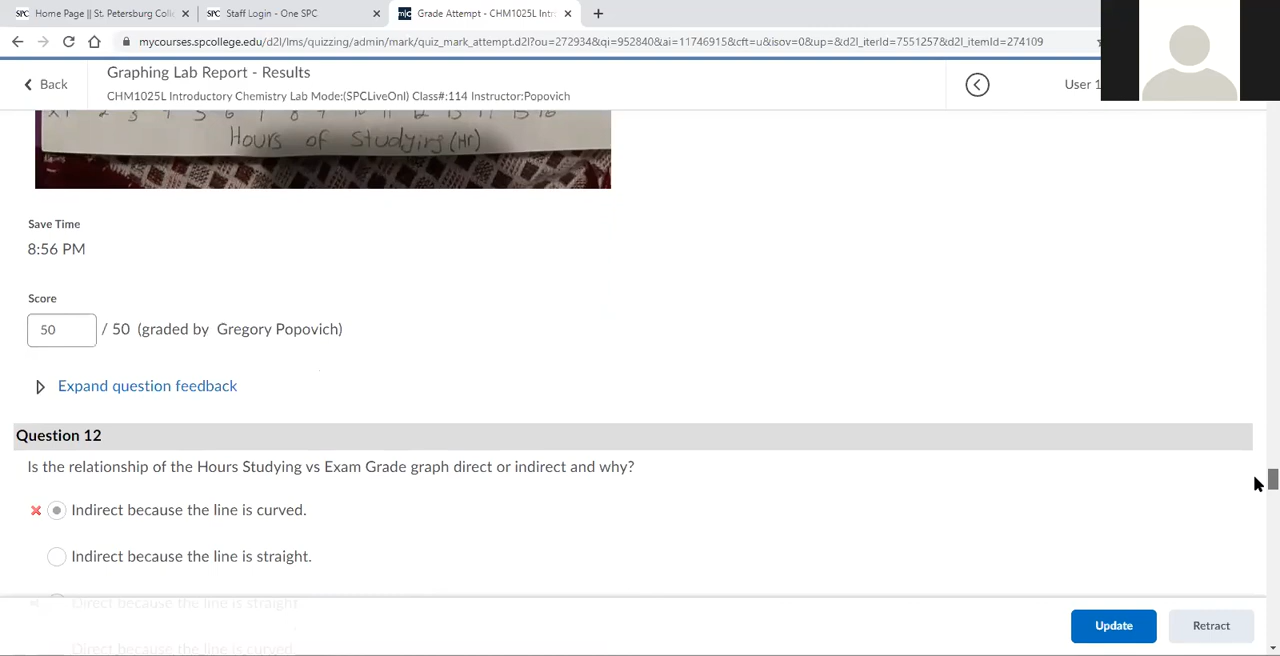 Home Page || St. Petersburg Coll
Staff Login - One SPC
Grade Attempt - CHM1025L Intr
mycourses.spcollege.edu/d2l/lms/quizzing/admin/mark/quiz_mark_attempt.d2l?ou=272934&qi=952840&ai=11746915&cft=u&isov=0&up=&d2l_iterId=7551257&d2l_itemId=274109
Back
Graphing Lab Report - Results
CHM1025L Introductory Chemistry Lab Mode:(SPCLiveOnl) Class#:114 Instructor:Popovich
User 1
Hours of Studying (Hr)
Save Time
8:56 PM
Score
50 / 50 (graded by Gregory Popovich)
Expand question feedback
Question 12
Is the relationship of the Hours Studying vs Exam Grade graph direct or indirect and why?
Indirect because the line is curved.
Indirect because the line is straight.
Direct because the line is straight
Direct because the line is curved
Update
Retract